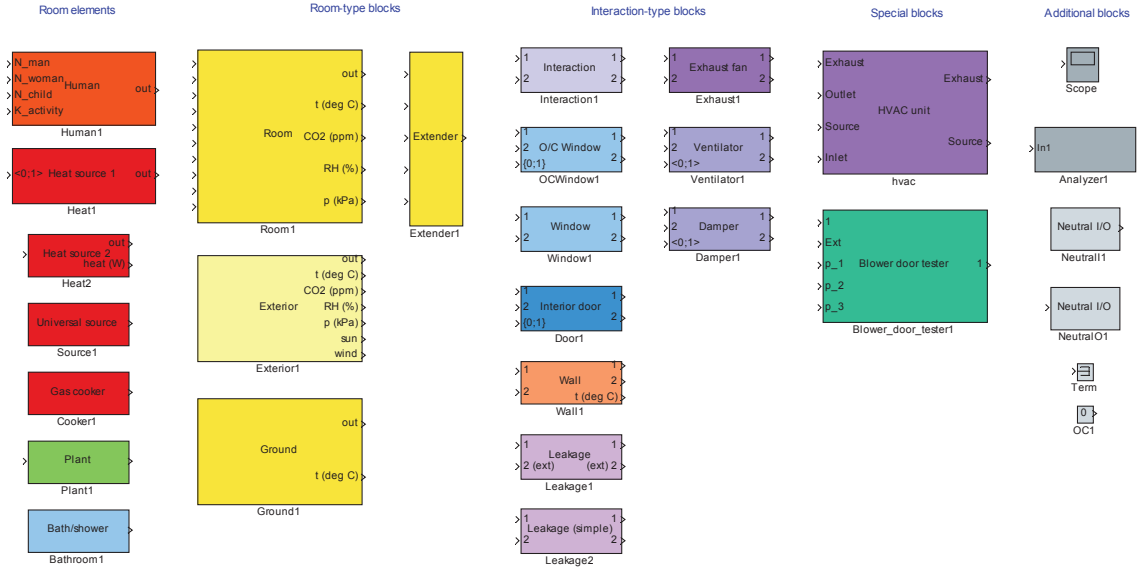 Room elements
Room-type blocks
Interaction-type blocks
Special blocks
Additional blocks
N_man
N_woman
N_child
K_activity
Human
out
Human1
<0;1>
Heat source 1
out
Heat1
Heat source 2
out
heat (W)
Heat2
Universal source
Source1
Gas cooker
Cooker1
Plant
Plant1
Bath/shower
Bathroom1
Room
out
t (deg C)
CO2 (ppm)
RH (%)
p (kPa)
Room1
Extender
Extender1
Exterior
out
t (deg C)
CO2 (ppm)
RH (%)
p (kPa)
sun
wind
Exterior1
Ground
out
t (deg C)
Ground1
1
2
Interaction
1
2
Interaction1
1
2
{0;1}
O/C Window
1
2
OCWindow1
1
2
Window
1
2
Window1
1
2
{0;1}
Interior door
1
2
Door1
1
2
Wall
1
2
t (deg C)
Wall1
1
2 (ext)
Leakage
1
(ext) 2
Leakage1
1
2
Leakage (simple)
1
2
Leakage2
1
2
Exhaust fan
1
2
Exhaust1
1
2
<0;1>
Ventilator
1
2
Ventilator1
1
2
<0;1>
Damper
1
2
Damper1
Exhaust
Outlet
Source
Inlet
HVAC unit
Exhaust
Source
hvac
1
Ext
p_1
p_2
p_3
Blower door tester
1
Blower_door_tester1
Scope
In1
Analyzer1
Neutral I/O
NeutralI1
Neutral I/O
NeutralO1
Term
0
OC1